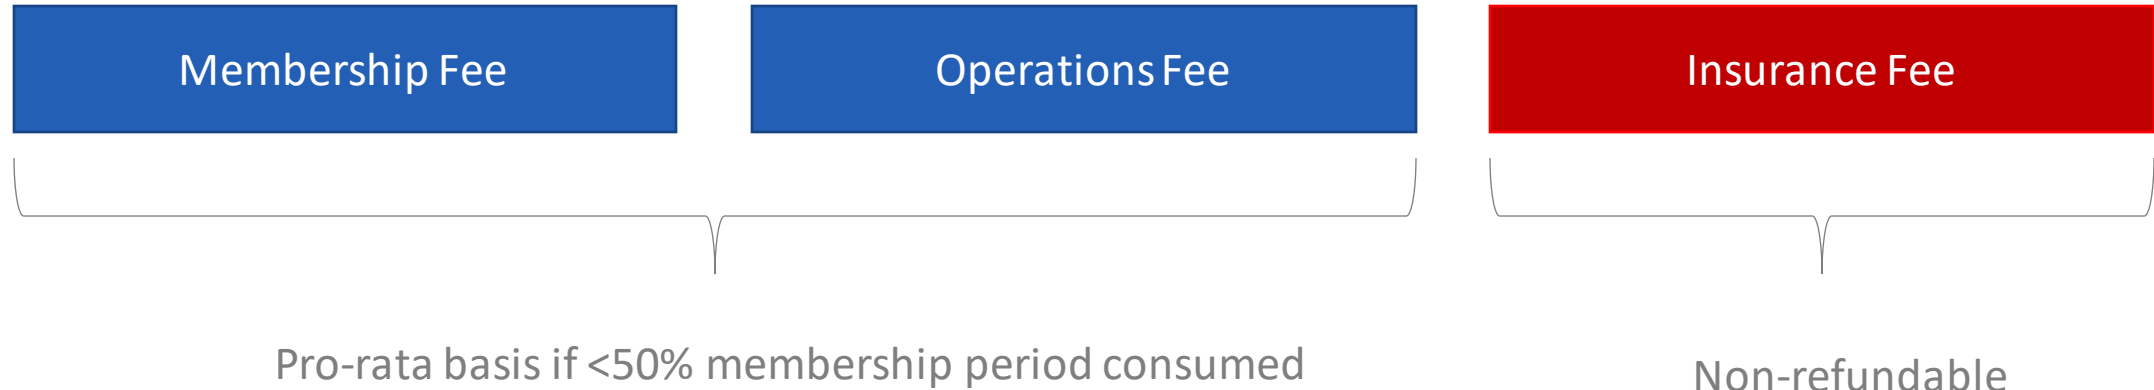 Membership Fee
Operations Fee
Insurance Fee
Pro-rata basis if <50% membership period consumed
Non-refundable